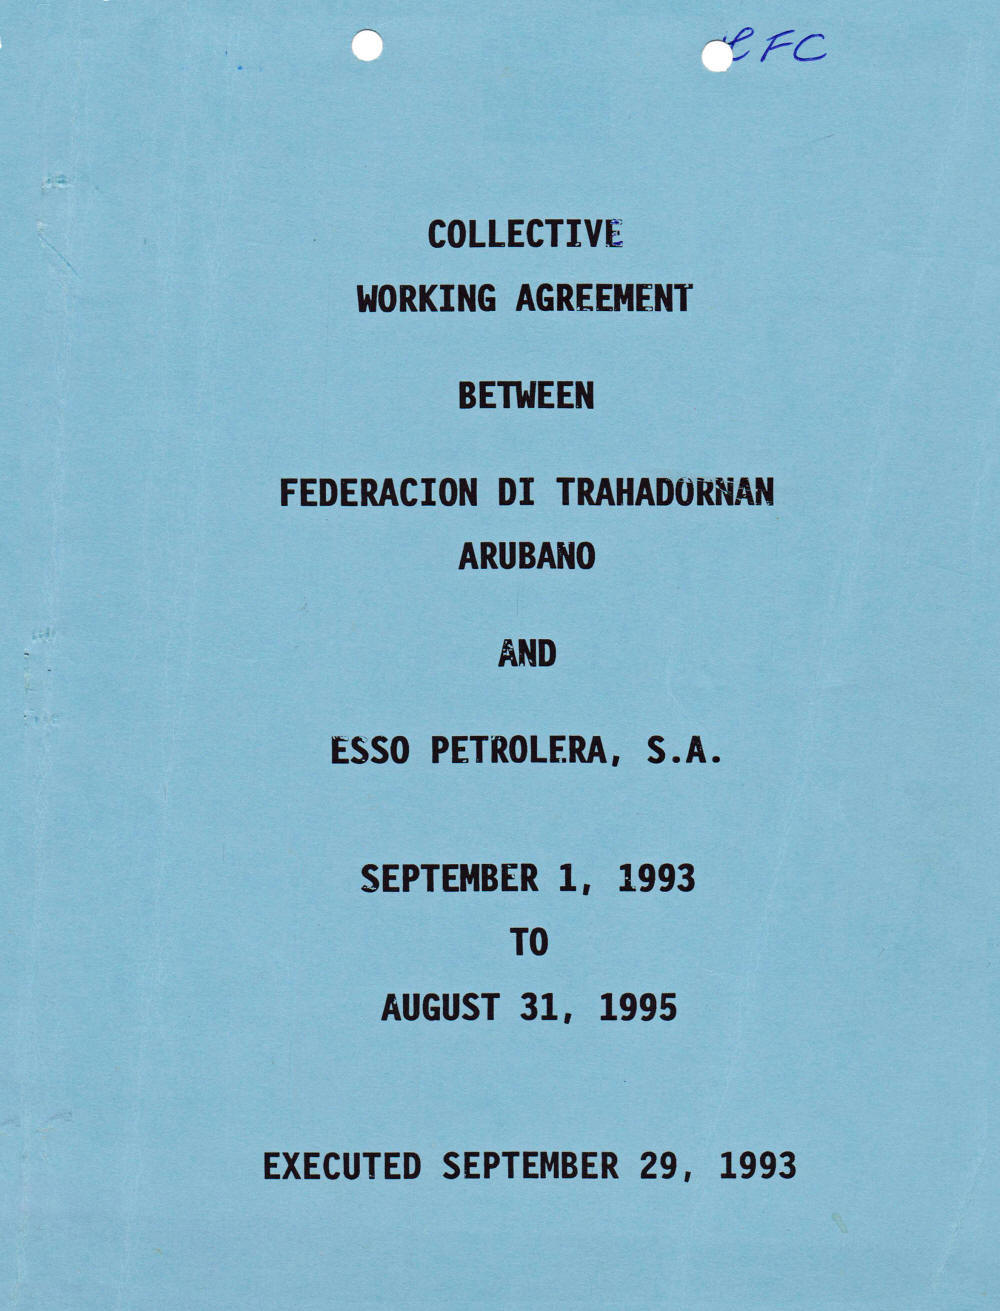 FC
COLLECTIVE
WORKING AGREEMENT
BETWEEN
FEDERACION DI TRAHADORNAN
ARUBANO
AND
ESSO PETROLERA, S.A.
SEPTEMBER 1, 1993
TO
AUGUST 31, 1995
EXECUTED SEPTEMBER 29, 1993